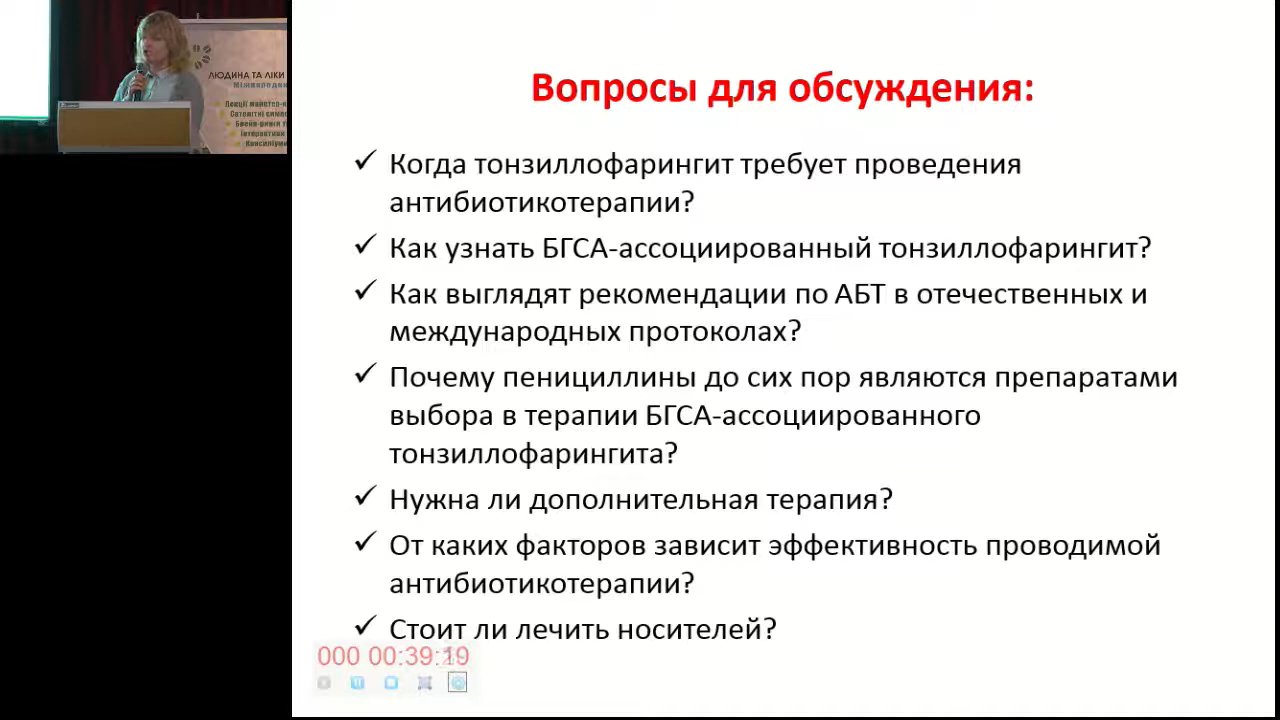 ЛЮДИНА ТА ЛІКИ
Вопросы для обсуждения:
✓ Когда тонзиллофарингит требует проведения
антибиотикотерапии?
✓ Как узнать БГСА-ассоциированный тонзиллофарингит?
✓ Как выглядят рекомендации по АБТ в отечественных и
международных протоколах?
✓ Почему пенициллины до сих пор являются препаратами
выбора в терапии БГСА-ассоциированного
тонзиллофарингита?
✓ Нужна ли дополнительная терапия?
✓ От каких факторов зависит эффективность проводимой
антибиотикотерапии?
✓ Стоит ли лечить носителей?
000 00:39:19